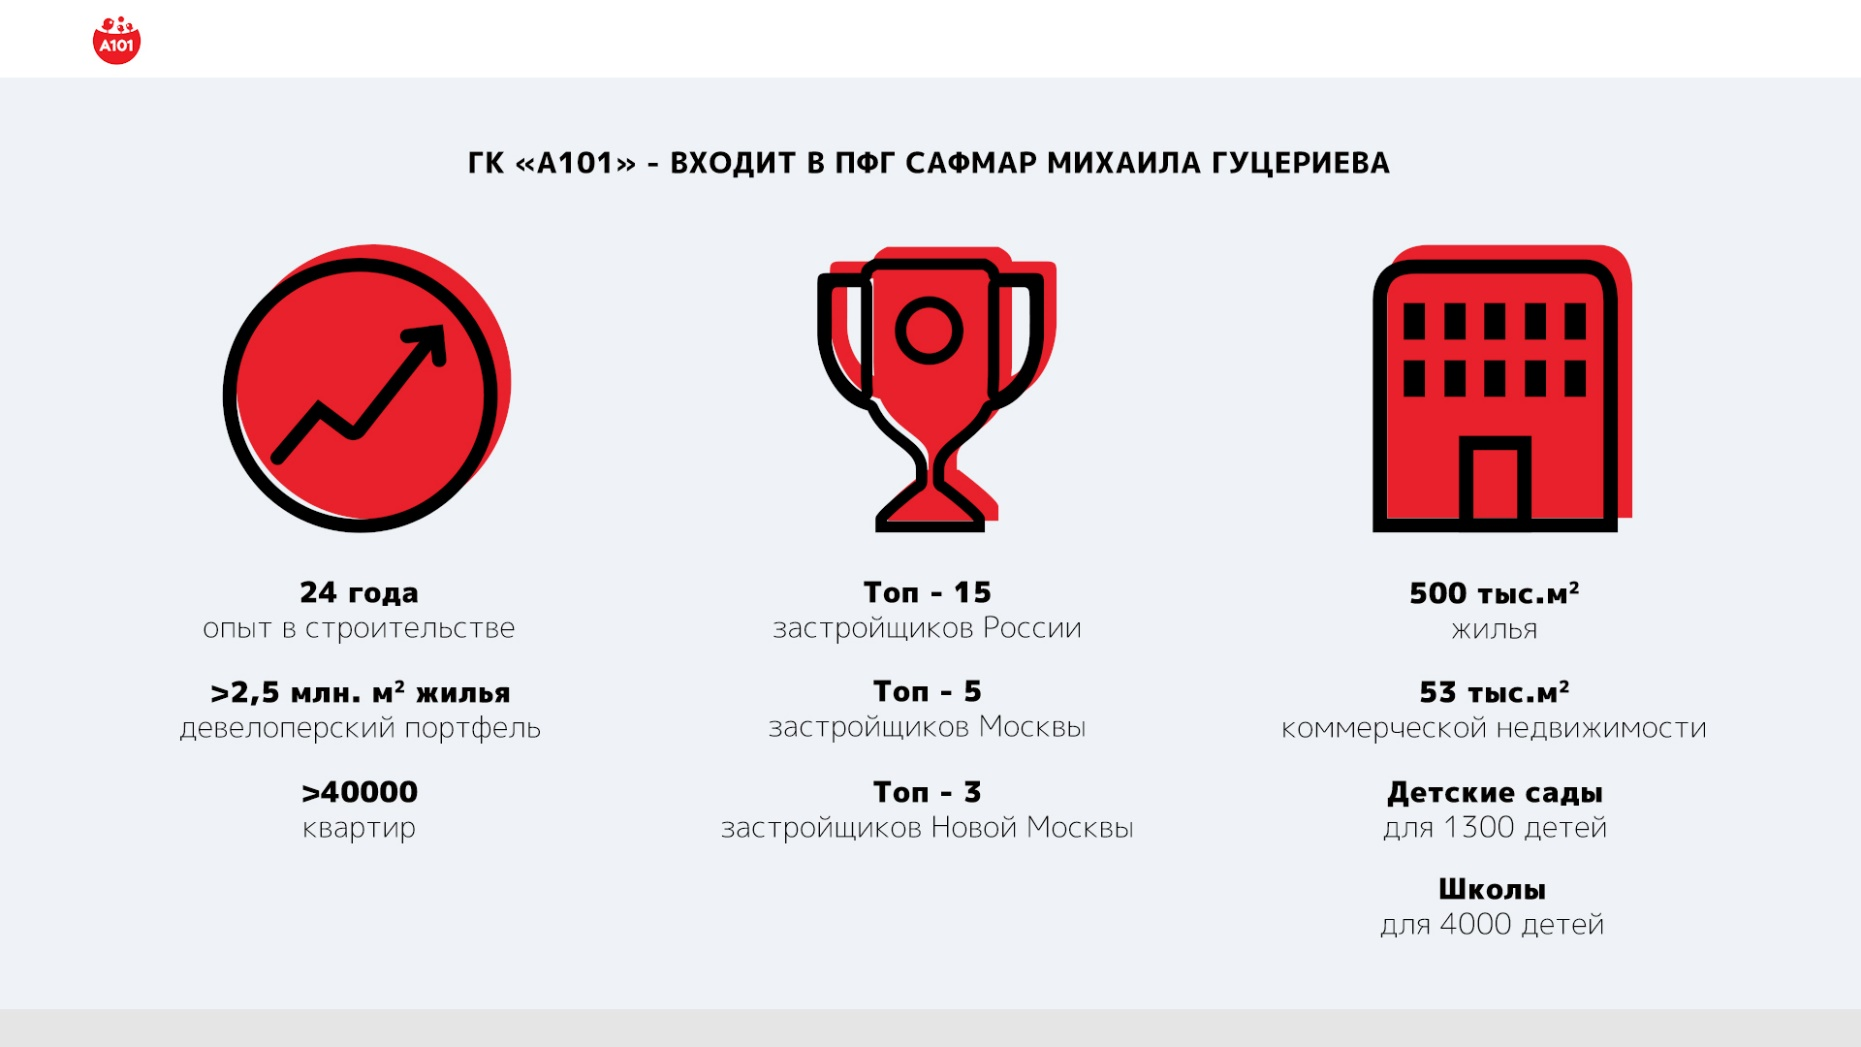 А101
ГК «А101» - ВХОДИТ В ПФГ САФМАР МИХАИЛА ГУЦЕРИЕВА
24 года
опыт в строительстве
>2,5 млн. м² жилья
девелоперский портфель
>40000
квартир
Топ - 15
застройщиков России
Топ - 5
застройщиков Москвы
Топ - 3
застройщиков Новой Москвы
500 тыс.м²
жилья
53 тыс.м²
коммерческой недвижимости
Детские сады
для 1300 детей
Школы
для 4000 детей